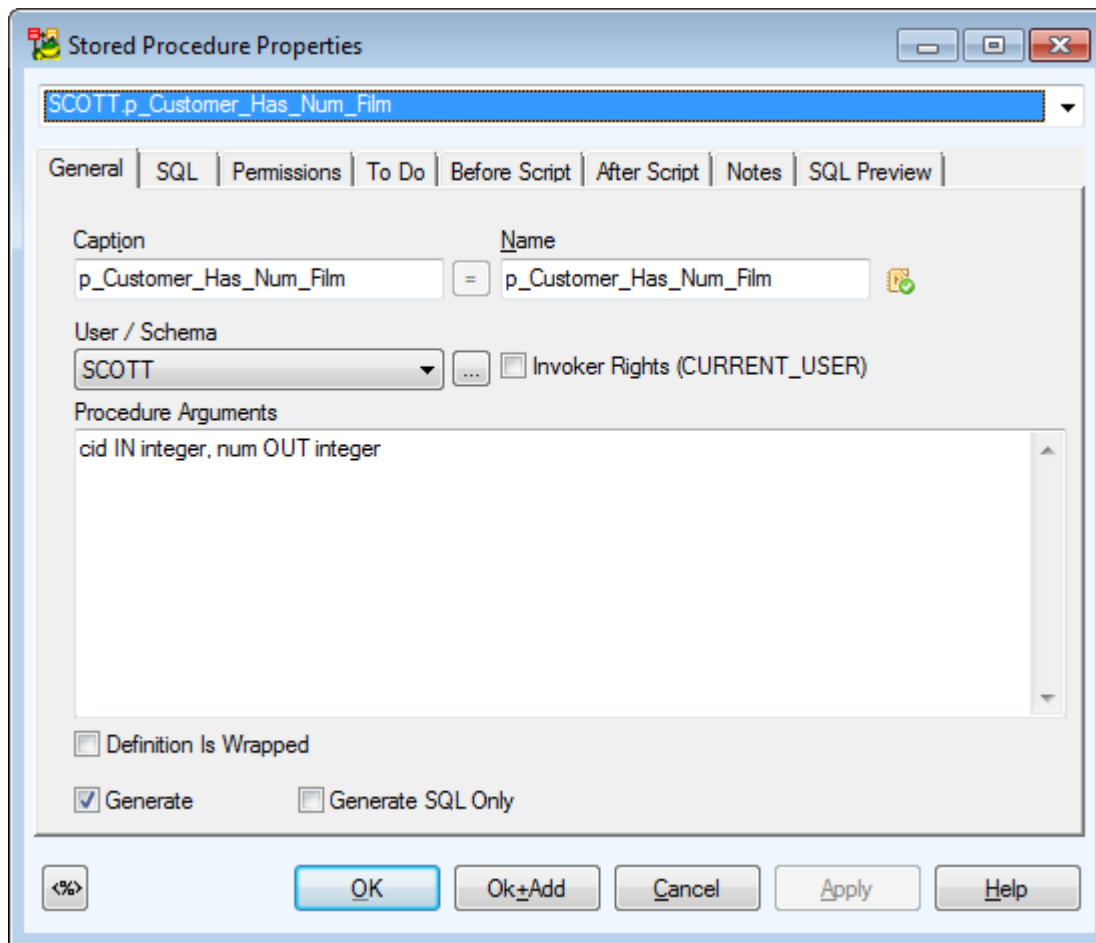 Stored Procedure Properties
SCOTT.p_Customer_Has_Num_Film
General SQL Permissions To Do Before Script After Script Notes SQL Preview
Caption Name
p_Customer_Has_Num_Film = p_Customer_Has_Num_Film
User / Schema
SCOTT ... Invoker Rights (CURRENT_USER)
Procedure Arguments
cid IN integer, num OUT integer
Definition Is Wrapped
Generate Generate SQL Only
<%> OK Ok+Add Cancel Apply Help